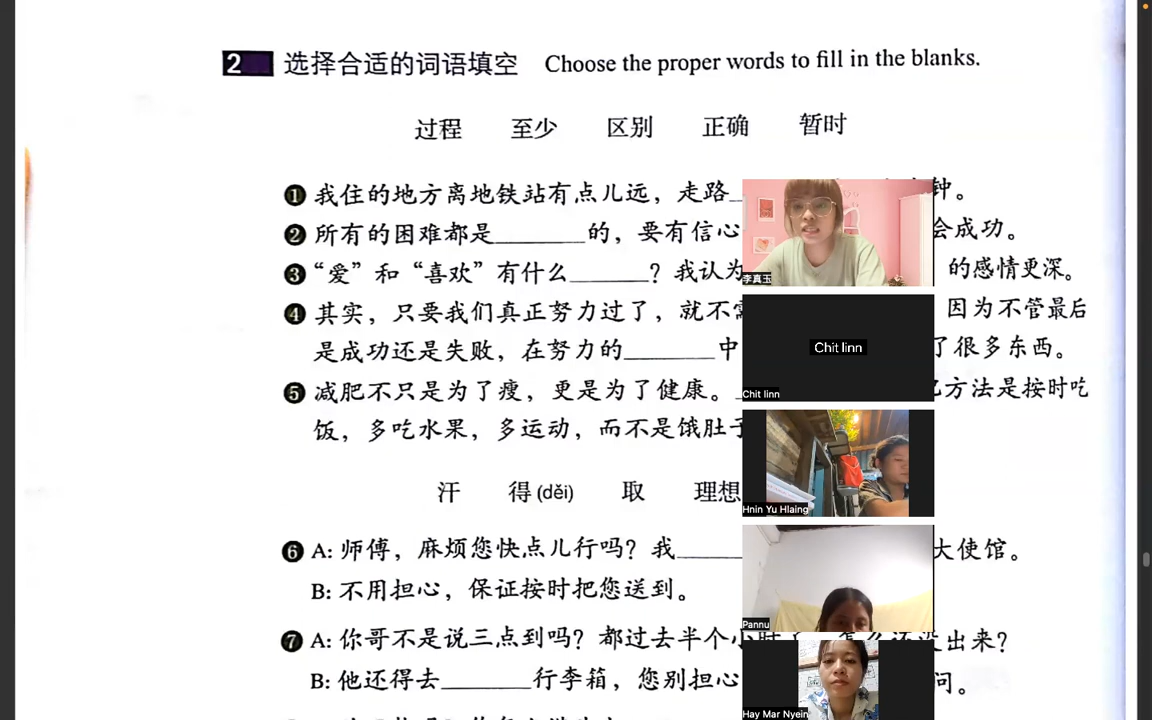 2 选择合适的词语填空 Choose the proper words to fill in the blanks.
过程 至少 区别 正确 暂时
❶ 我住的地方离地铁站有点儿远，走路_ 钟。
❷ 所有的困难都是______的，要有信心 会成功。
❸ “爱”和“喜欢”有什么______？我认为 的感情更深。
❹ 其实，只要我们真正努力过了，就不需 因为不管最后
是成功还是失败，在努力的______中 了很多东西。
❺ 减肥不只是为了瘦，更是为了健康。_ 方法是按时吃
饭，多吃水果，多运动，而不是饿肚子
汗 得(děi) 取 理想
❻ A: 师傅，麻烦您快点儿行吗？我____ 大使馆。
B: 不用担心，保证按时把您送到。
❼ A: 你哥不是说三点到吗？都过去半个小时了，怎么还没出来？
B: 他还得去______行李箱，您别担心 问。
李真玉
Chit linn
Chit linn
Hnin Yu Hlaing
Pannu
Hay Mar Nyein